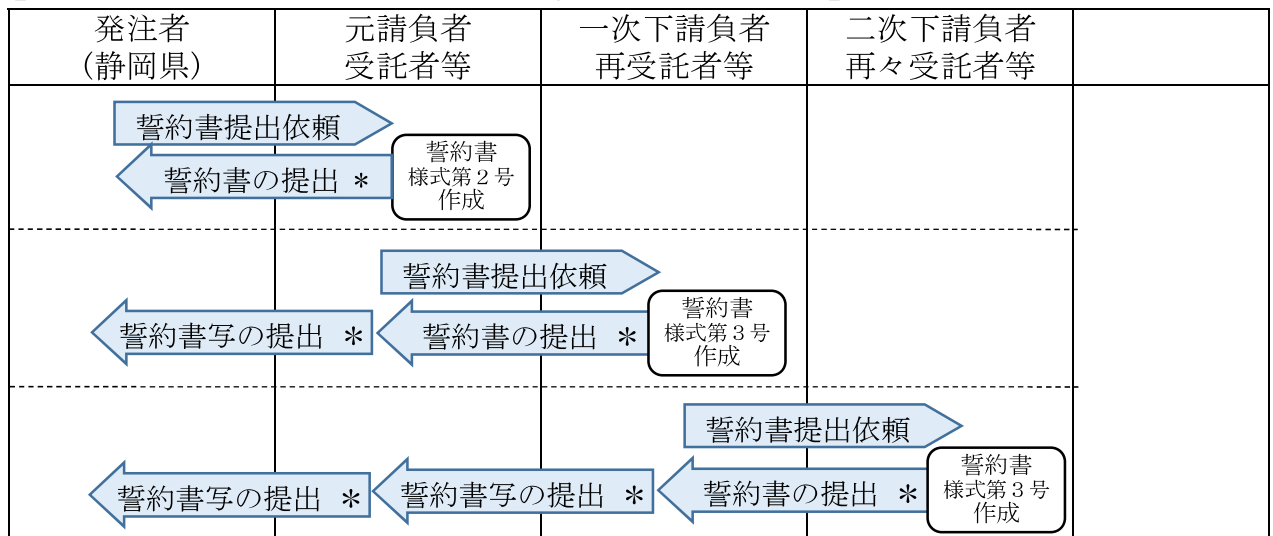 発注者
(静岡県)
元請負者
受託者等
一次下請負者
再受託者等
二次下請負者
再々受託者等
誓約書提出依頼
誓約書の提出 ＊
誓約書
様式第２号
作成
誓約書提出依頼
誓約書写の提出 ＊
誓約書の提出 ＊
誓約書
様式第３号
作成
誓約書提出依頼
誓約書写の提出 ＊
誓約書写の提出 ＊
誓約書の提出 ＊
誓約書
様式第３号
作成